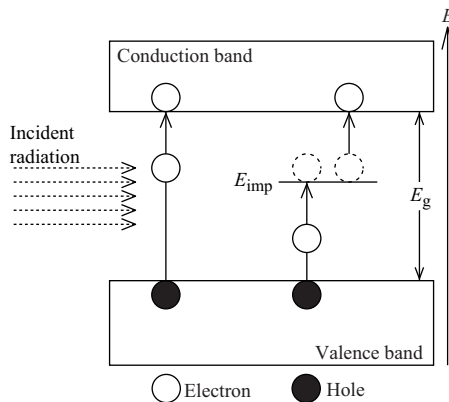 E
Conduction band
Incident
radiation
E_imp
E_g
Valence band
Electron
Hole